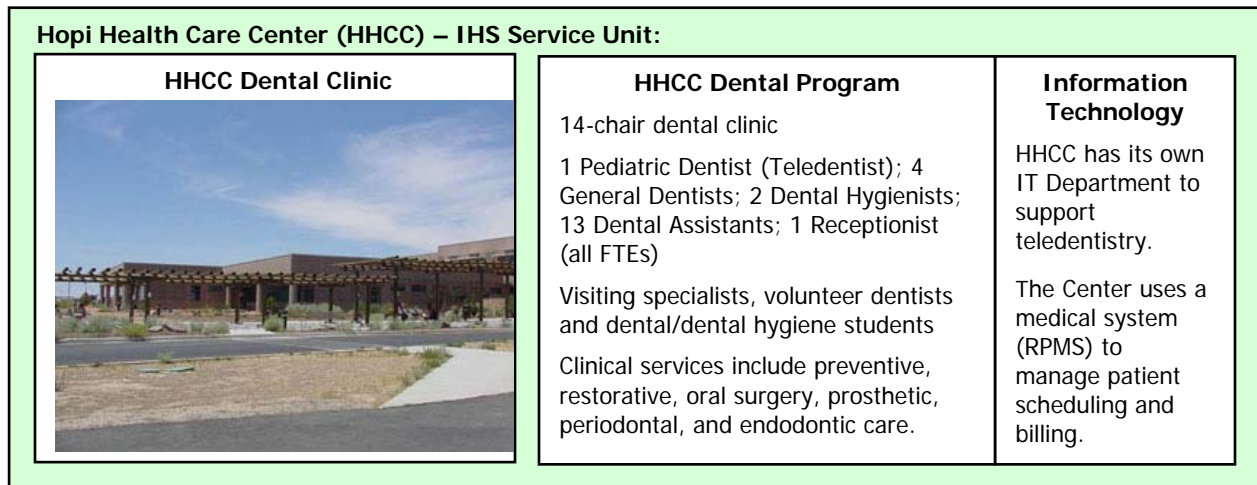 Hopi Health Care Center (HHCC) – IHS Service Unit:
HHCC Dental Clinic
HHCC Dental Program
14-chair dental clinic
1 Pediatric Dentist (Teledentist); 4
General Dentists; 2 Dental Hygienists;
13 Dental Assistants; 1 Receptionist
(all FTEs)
Visiting specialists, volunteer dentists
and dental/dental hygiene students
Clinical services include preventive,
restorative, oral surgery, prosthetic,
periodontal, and endodontic care.
Information
Technology
HHCC has its own
IT Department to
support
teledentistry.
The Center uses a
medical system
(RPMS) to
manage patient
scheduling and
billing.